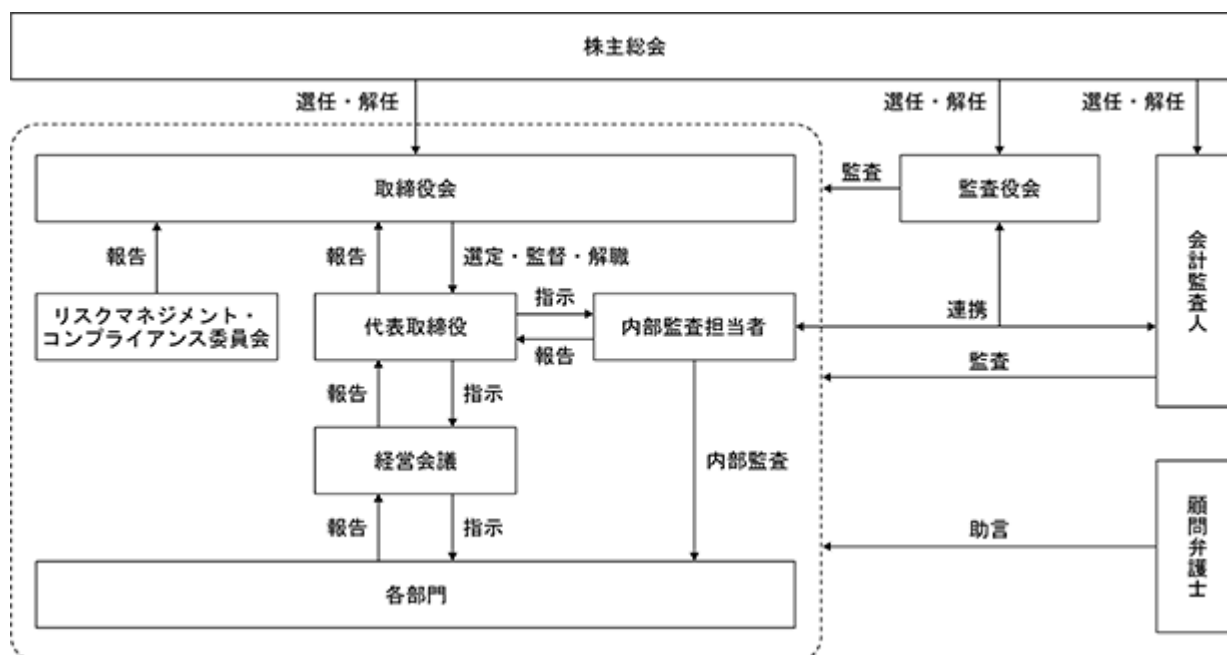 株主総会
選任・解任
選任・解任
選任・解任
取締役会
監査
監査役会
会計監査人
報告
報告
選定・監督・解職
リスクマネジメント・
コンプライアンス委員会
代表取締役
指示
報告
内部監査担当者
連携
監査
報告
指示
経営会議
内部監査
報告
指示
助言
顧問弁護士
各部門